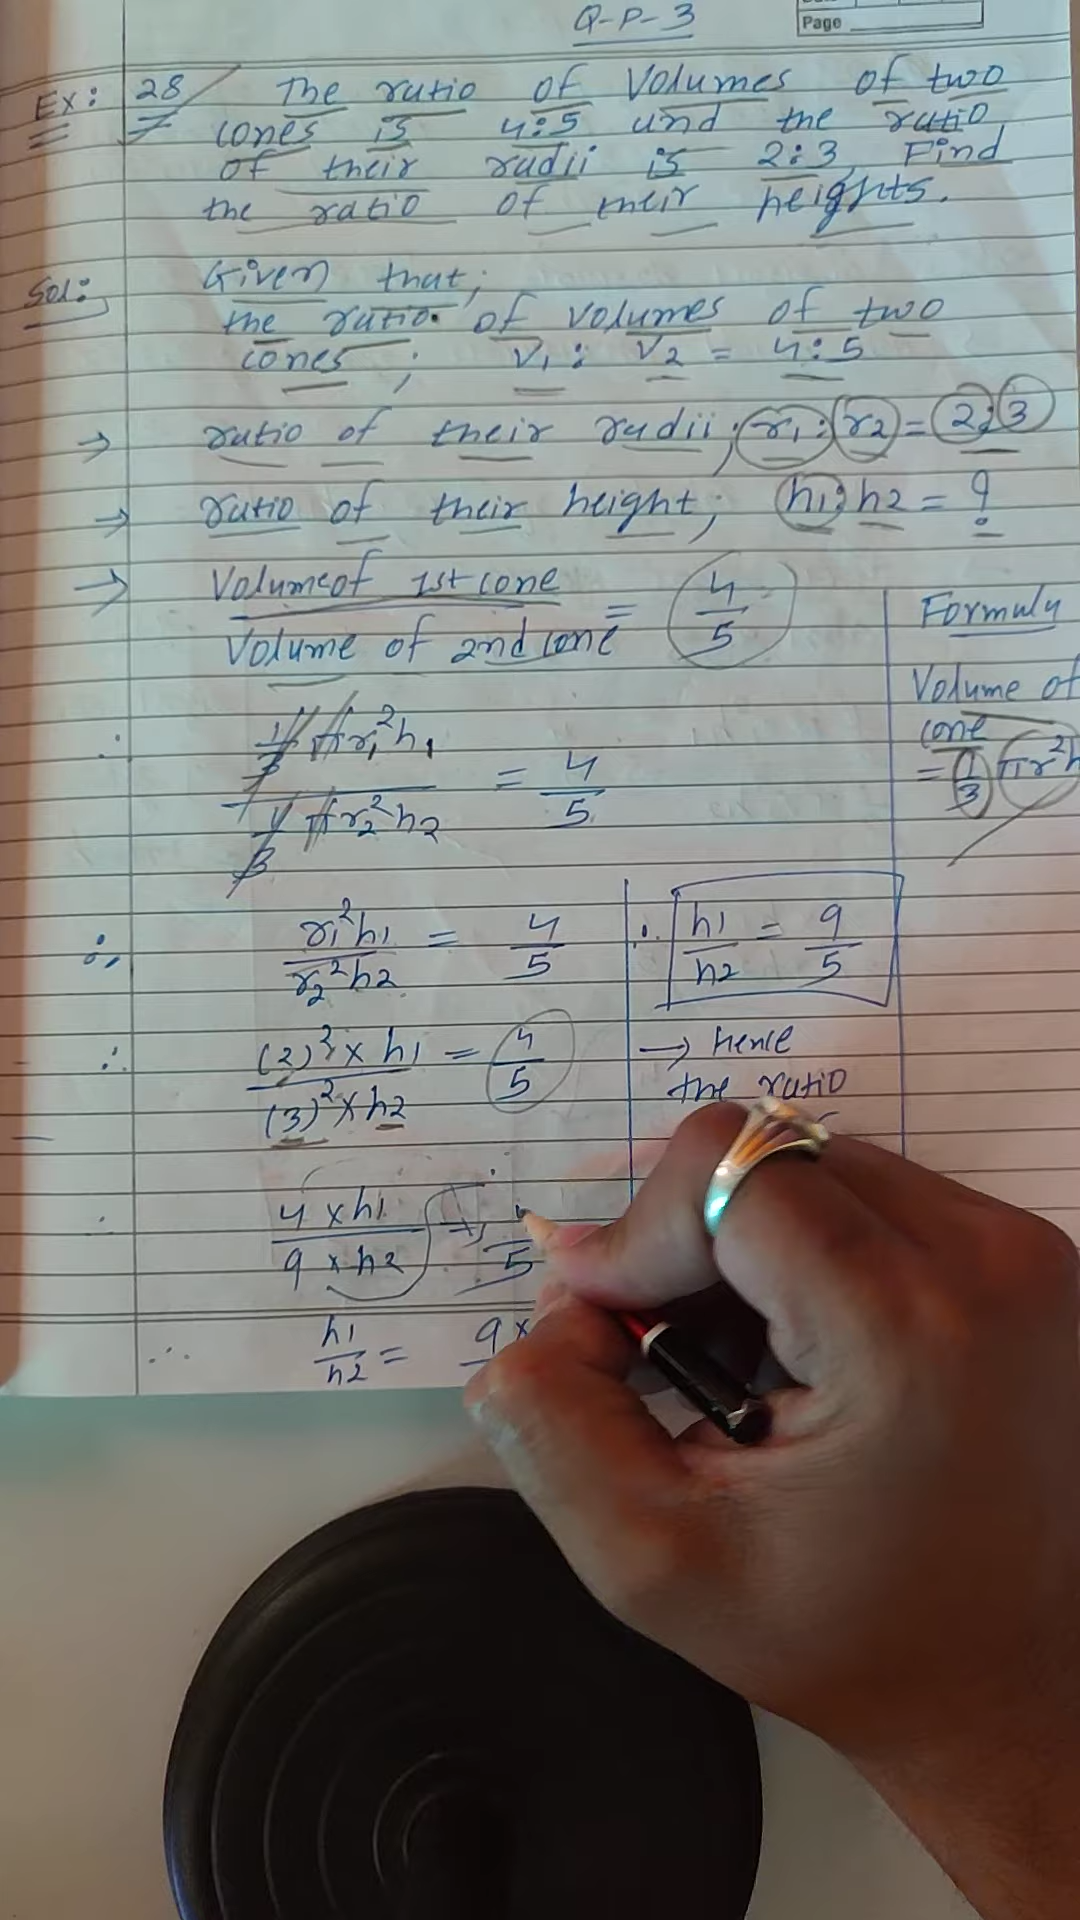 Q-P-3
Page
Ex: 28 The ratio of Volumes of two
cones is 4:5 and the ratio
of their radii is 2:3, Find
the ratio of their heights.
Sol: Given that;
the ratio of volumes of two
cones; V1: V2 = 4:5
→ ratio of their radii; r1:r2 = 2:3
→ ratio of their height; h1:h2 = ?
→ Volume of 1st cone
Volume of 2nd cone = 4/5
Formula
Volume of
cone
= 1/3 πr²h
∴ 1/3 πr1²h1
1/3 πr2²h2 = 4/5
∴ r1²h1 / r2²h2 = 4/5
∴ (2)² × h1 / (3)² × h2 = 4/5
∴ 4 × h1 / 9 × h2 = 5
∴ h1/h2 = 9 ×
∴ h1/h2 = 9/5
→ Hence
the ratio